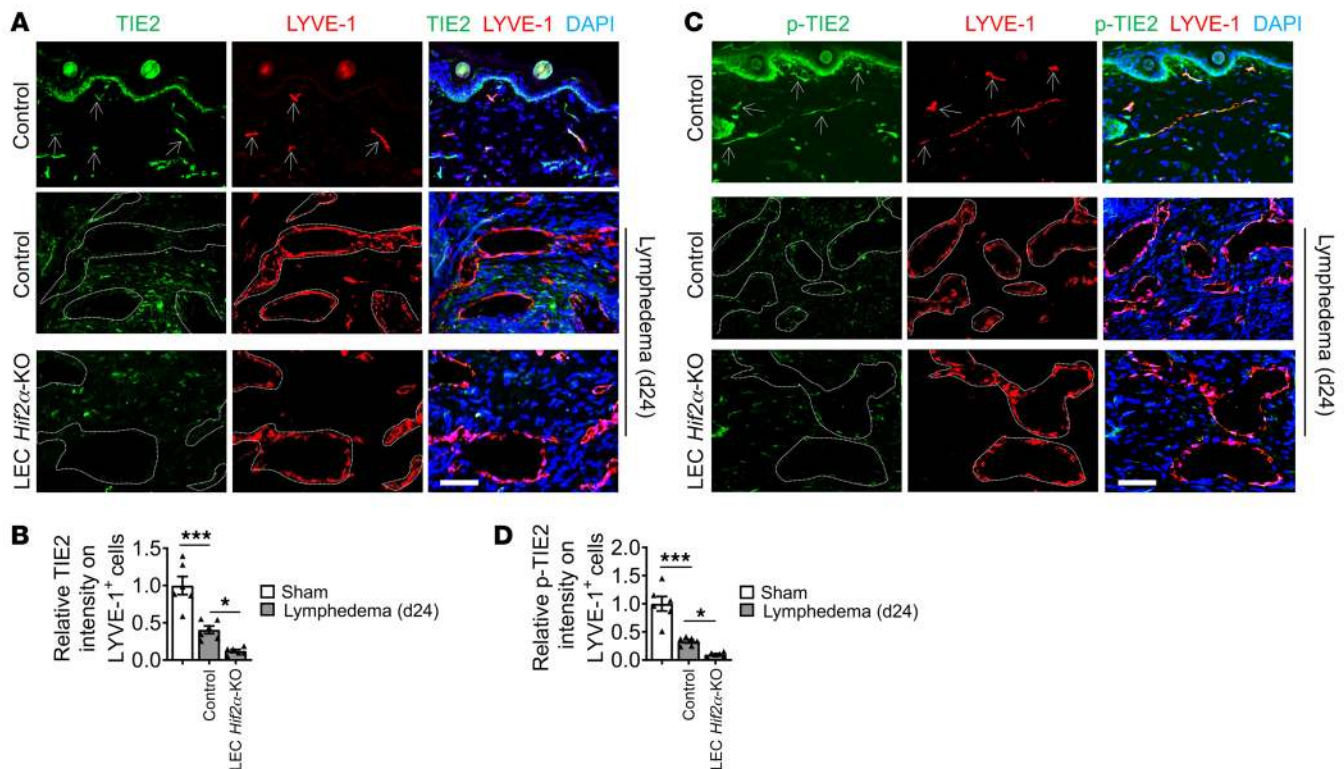 A
TIE2
LYVE-1
TIE2 LYVE-1 DAPI
Control
Control
LEC Hif2α-KO
Lymphedema (d24)
C
p-TIE2
LYVE-1
p-TIE2 LYVE-1 DAPI
Control
Control
LEC Hif2α-KO
Lymphedema (d24)
B
Relative TIE2
intensity on
LYVE-1+ cells
1.5
1.0
0.5
0.0
***
*
Control
LEC Hif2α-KO
Sham
Lymphedema (d24)
D
Relative p-TIE2
intensity on
LYVE-1+ cells
2.0
1.5
1.0
0.5
0
***
*
Control
LEC Hif2α-KO
Sham
Lymphedema (d24)